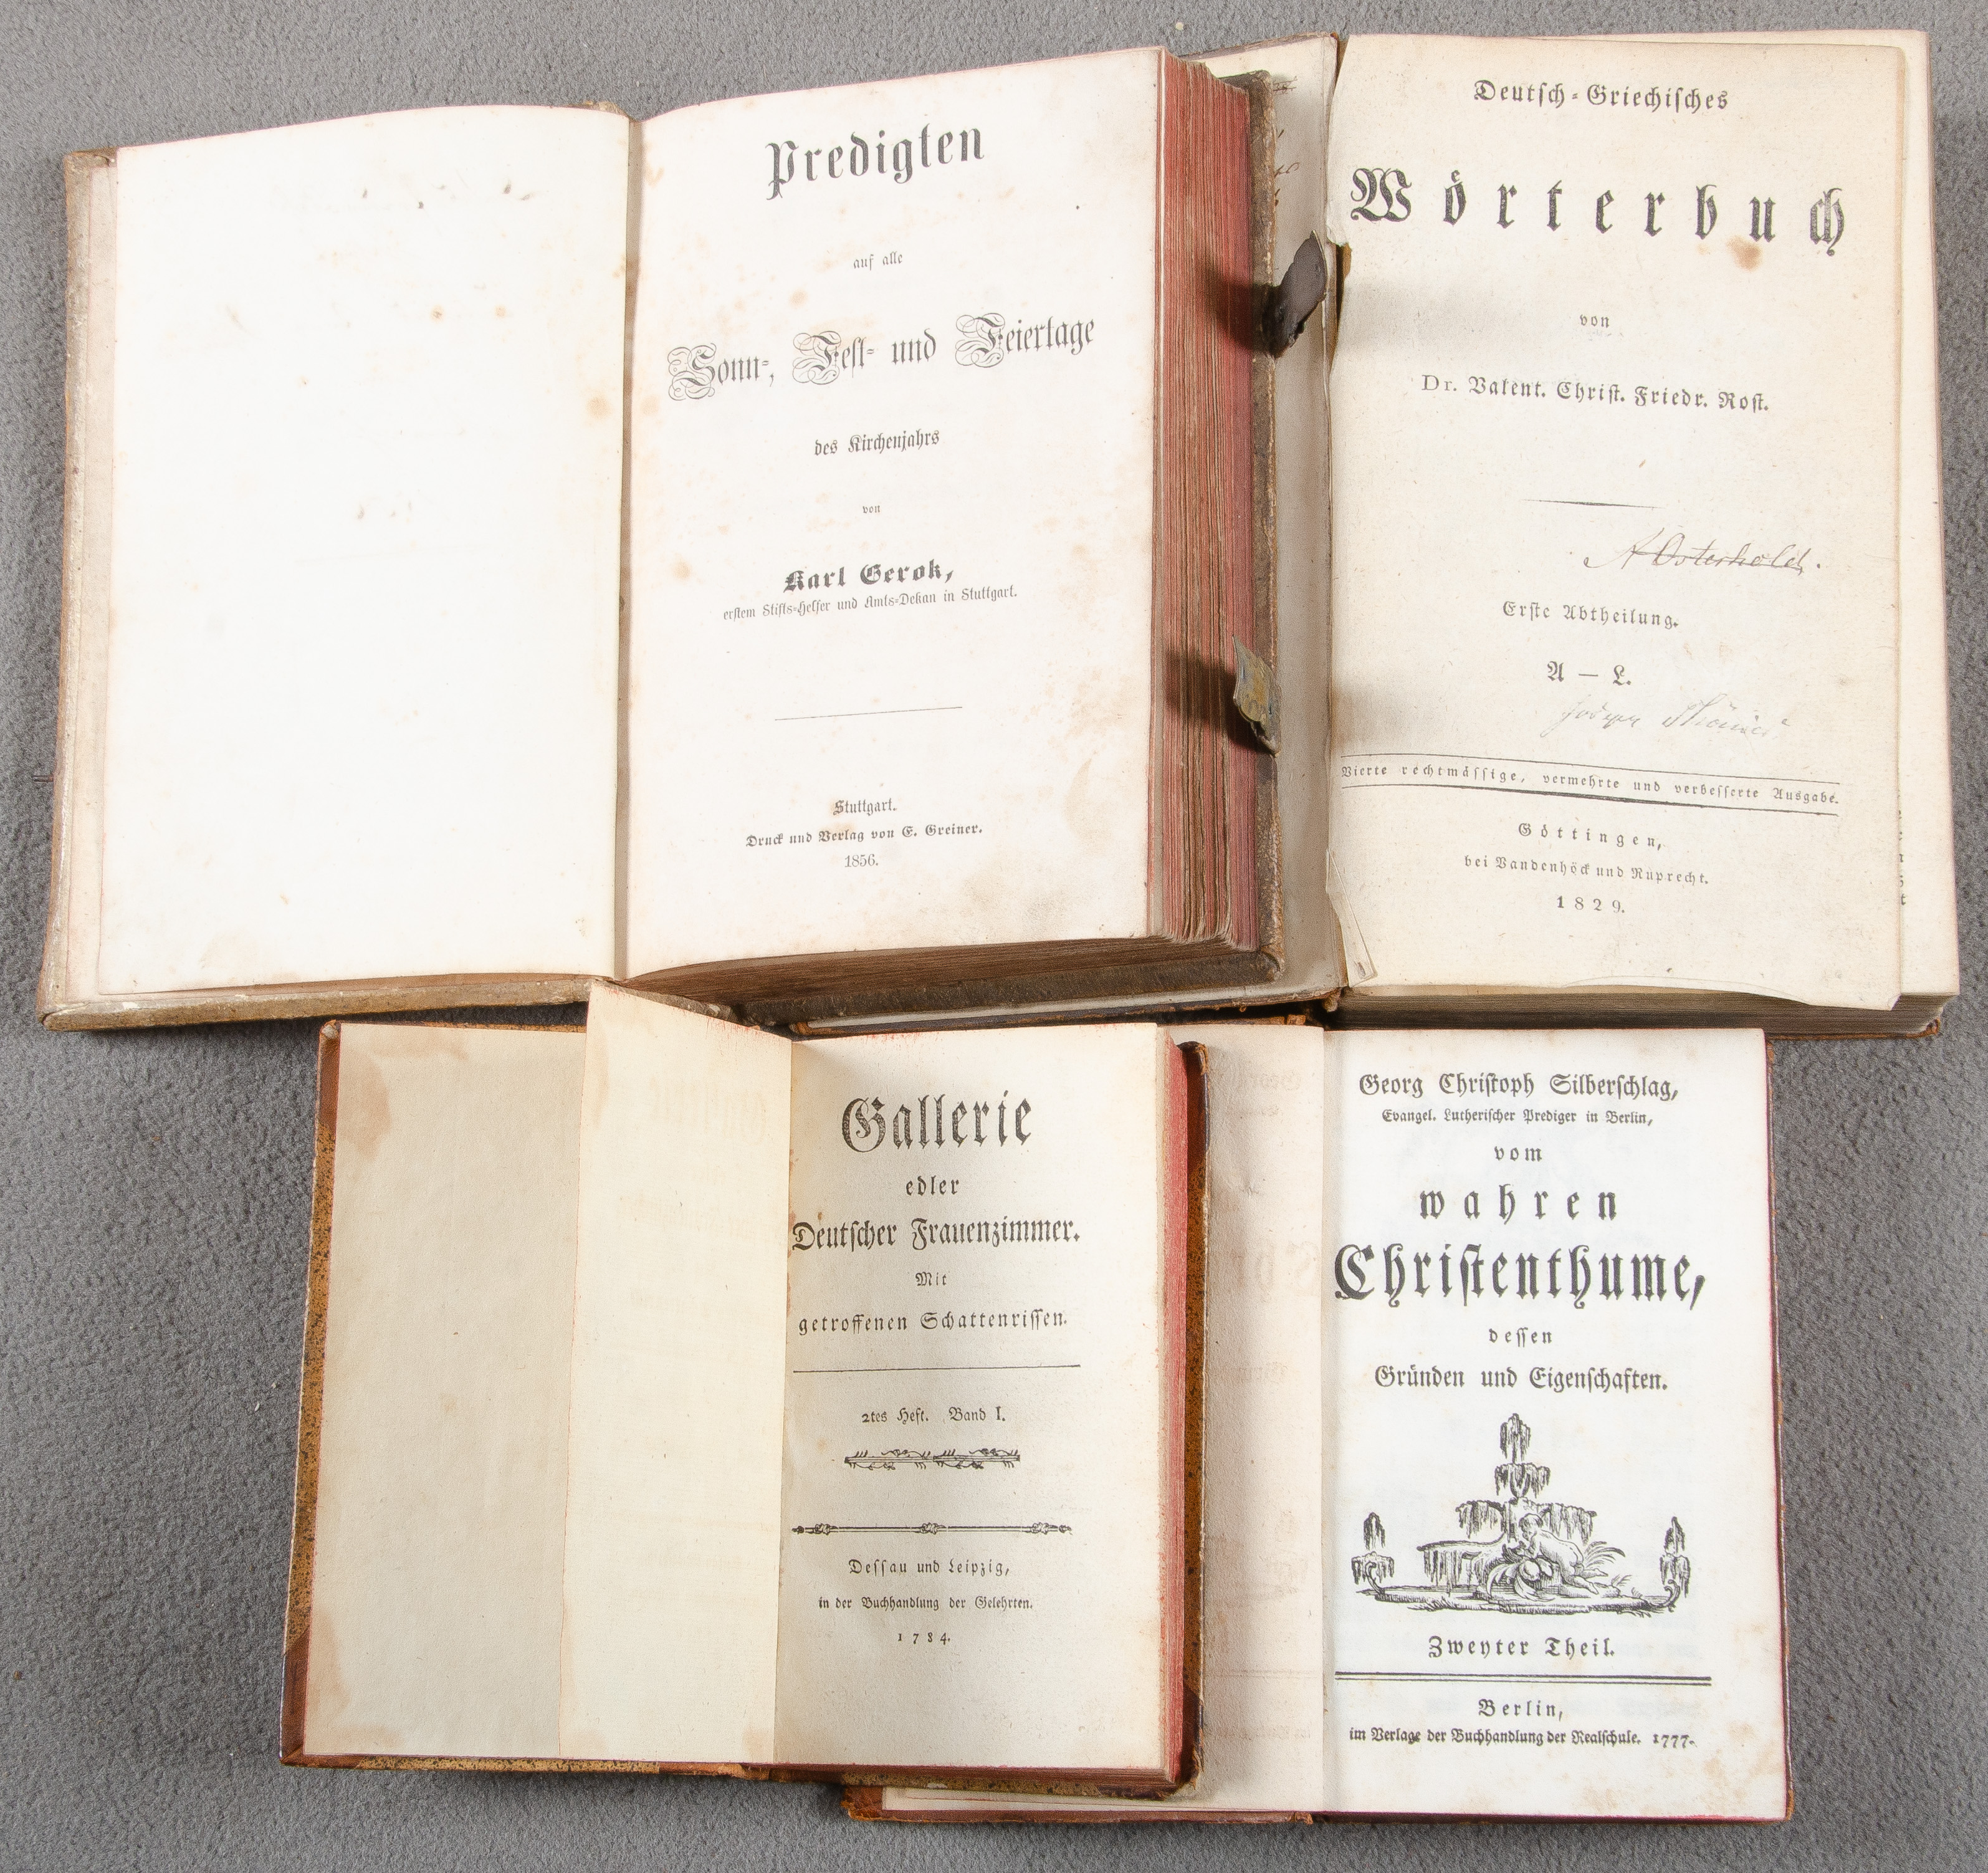 Predigten
auf alle
Sonn-, Fest- und Feiertage
des Kirchenjahrs
von
Karl Gerok,
erstem Stifts-Helfer und Amts-Dekan in Stuttgart.
Stuttgart.
Druck und Verlag von E. Greiner.
1856.
Deutsch-Griechisches
Wörterbuch
von
Dr. Valent. Christ. Friedr. Rost.
A Osterheld.
Erste Abtheilung.
A — L.
Vierte rechtmässige, vermehrte und verbesserte Ausgabe.
Göttingen,
bei Vandenhöck und Ruprecht.
1829.
Gallerie
edler
Deutscher Frauenzimmer.
Mit
getroffenen Schattenrissen.
2tes Heft. Band I.
Dessau und Leipzig,
in der Buchhandlung der Gelehrten.
1784.
Georg Christoph Silberschlag,
Evangel. Lutherischer Prediger in Berlin,
vom
wahren
Christenthume,
dessen
Gründen und Eigenschaften.
Zweyter Theil.
Berlin,
im Verlage der Buchhandlung der Realschule. 1777.